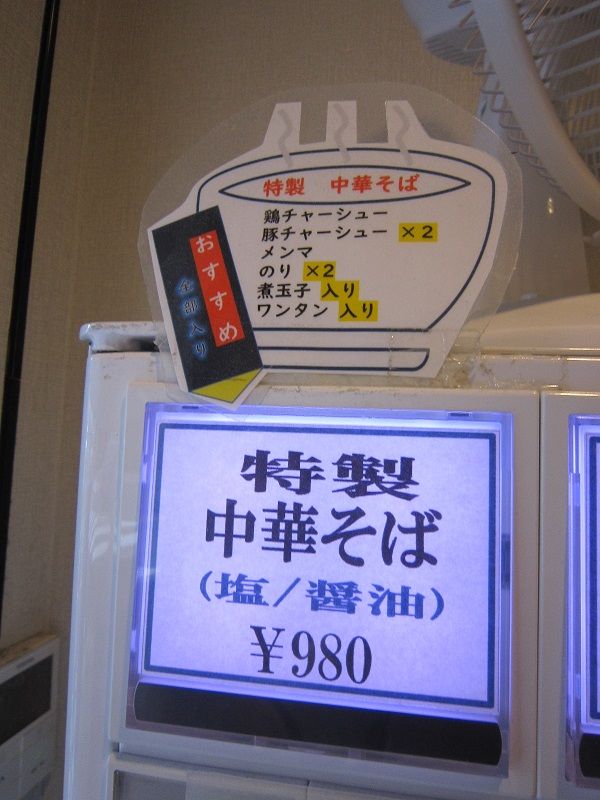 特製 中華そば
鶏チャーシュー
豚チャーシュー ×2
メンマ
のり ×2
煮玉子 入り
ワンタン 入り
おすすめ
全部入り
特製
中華そば
(塩/醤油)
¥980